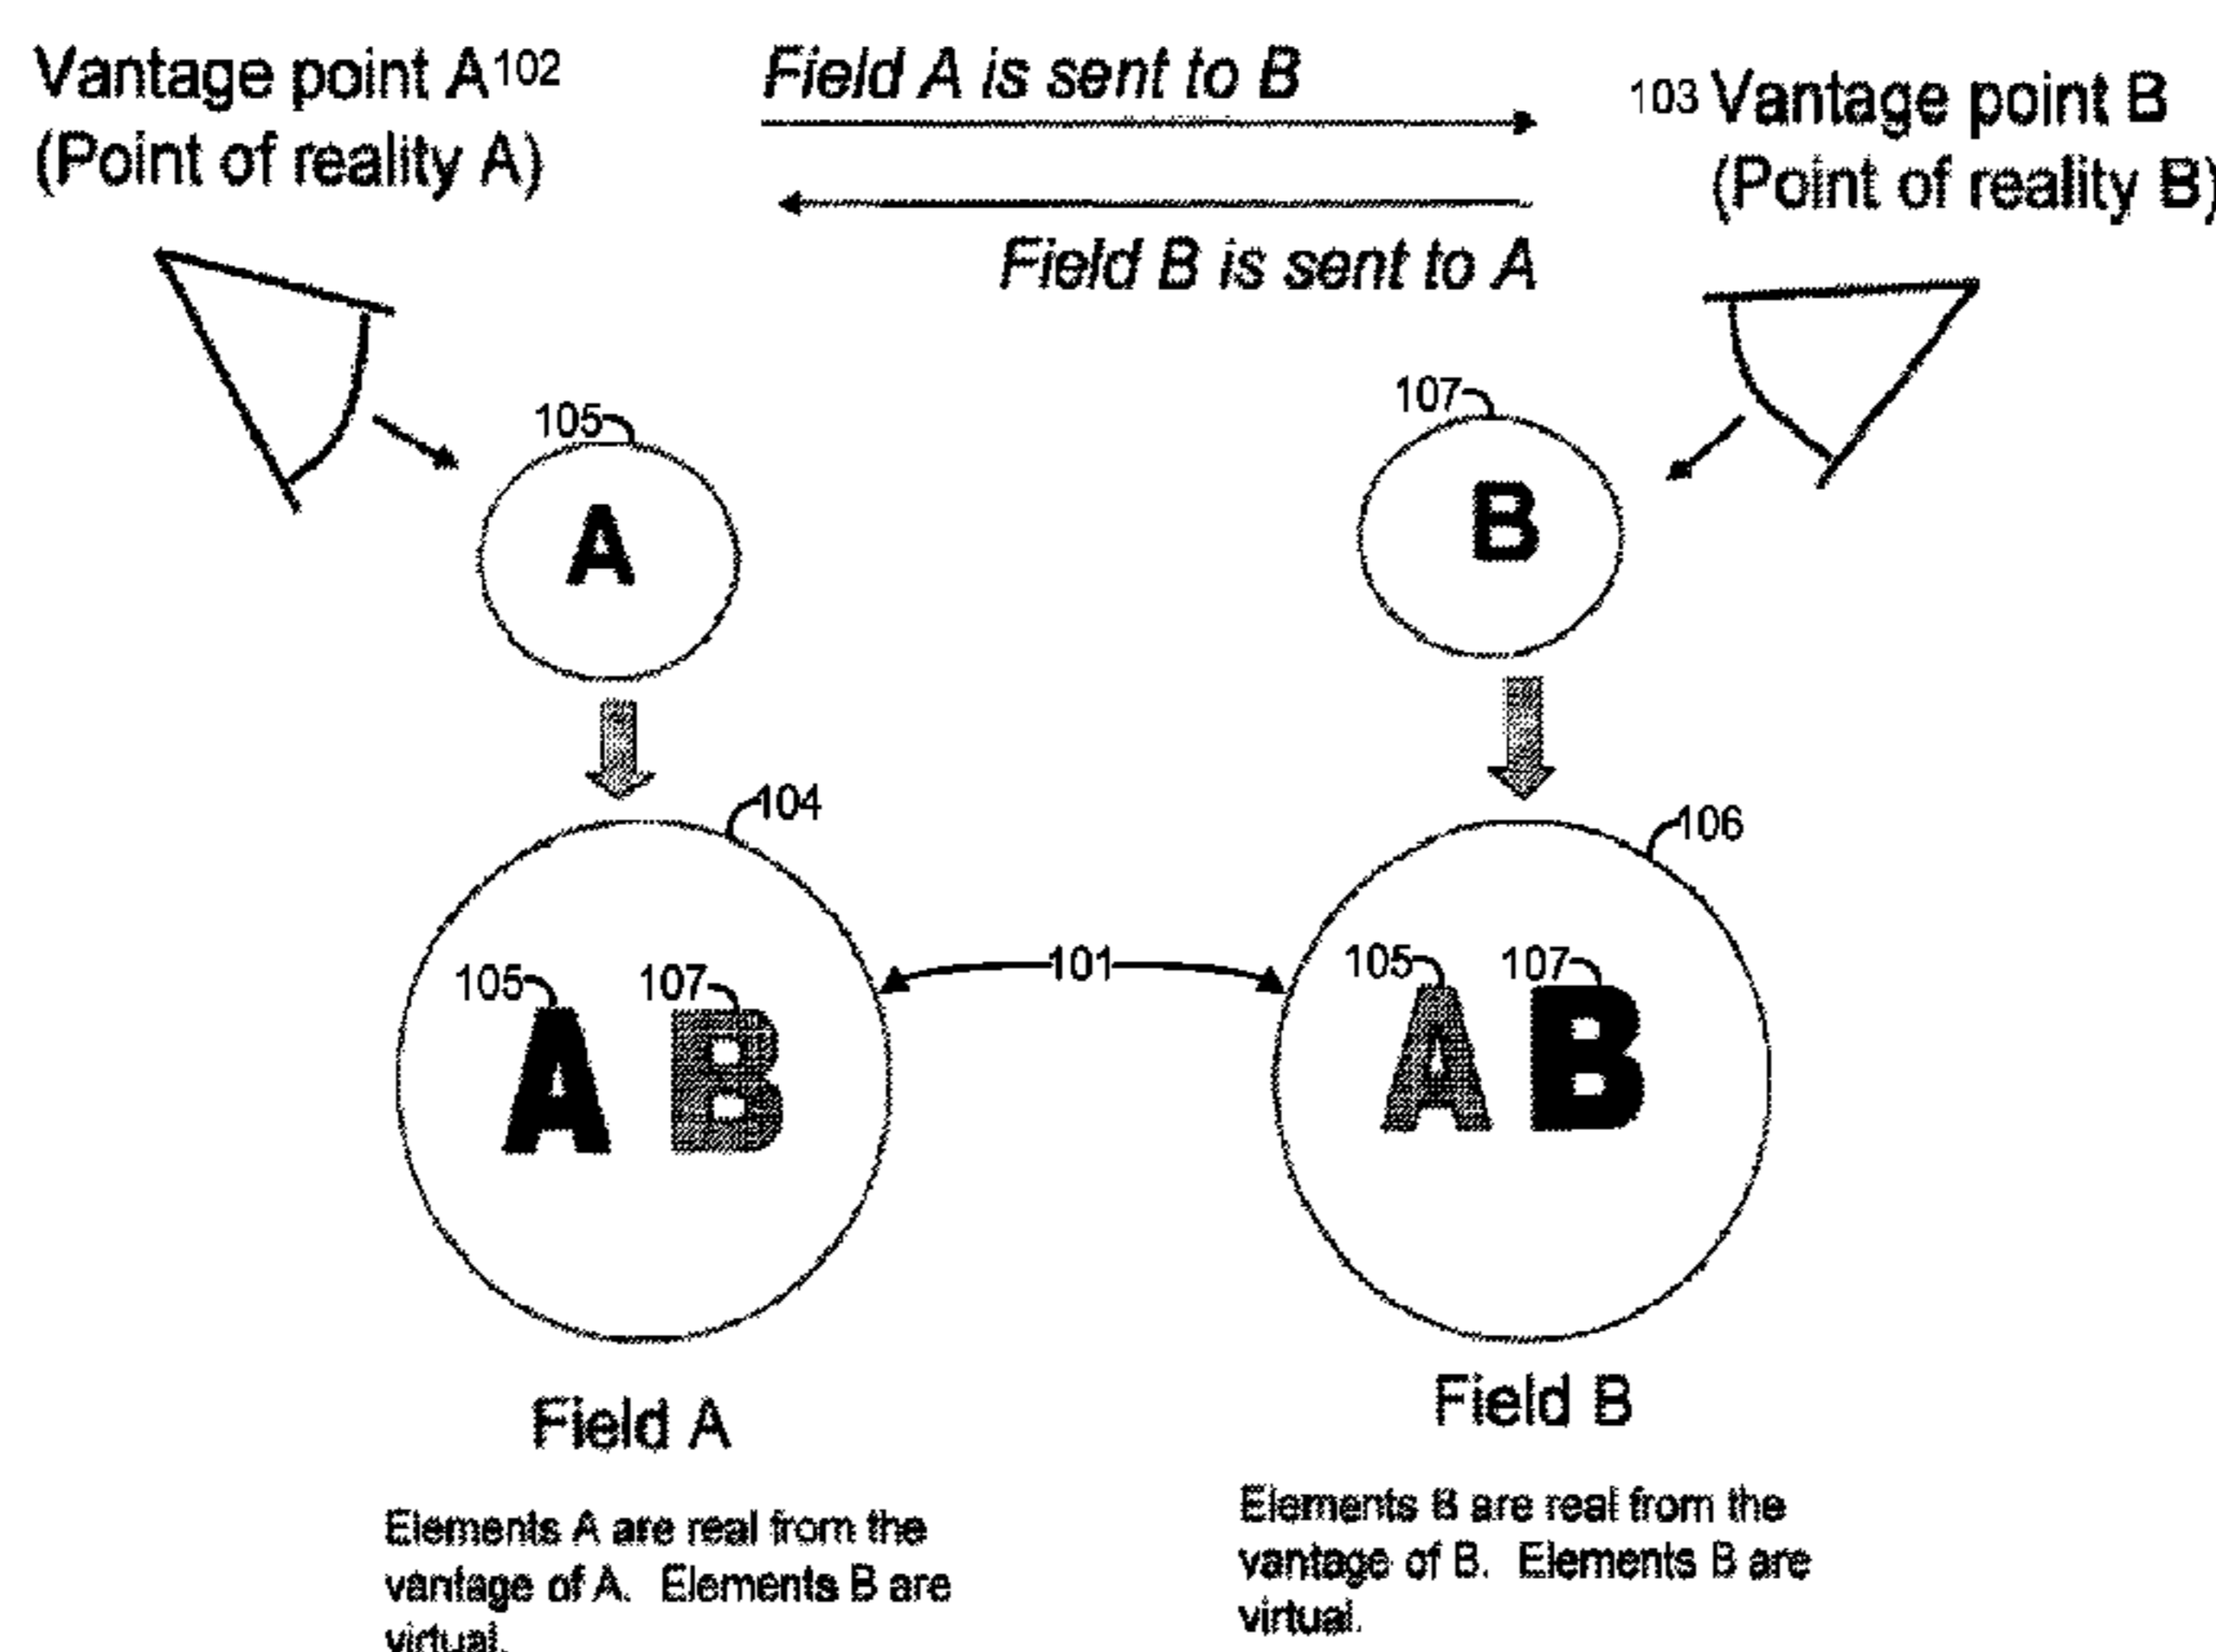 Vantage point A 102
(Point of reality A)
Field A is sent to B
Field B is sent to A
103 Vantage point B
(Point of reality B)
105
A
107
B
104
105 107
A B
101
106
105 107
A B
Field A
Elements A are real from the
vantage of A. Elements B are
virtual.
Field B
Elements B are real from the
vantage of B. Elements B are
virtual.